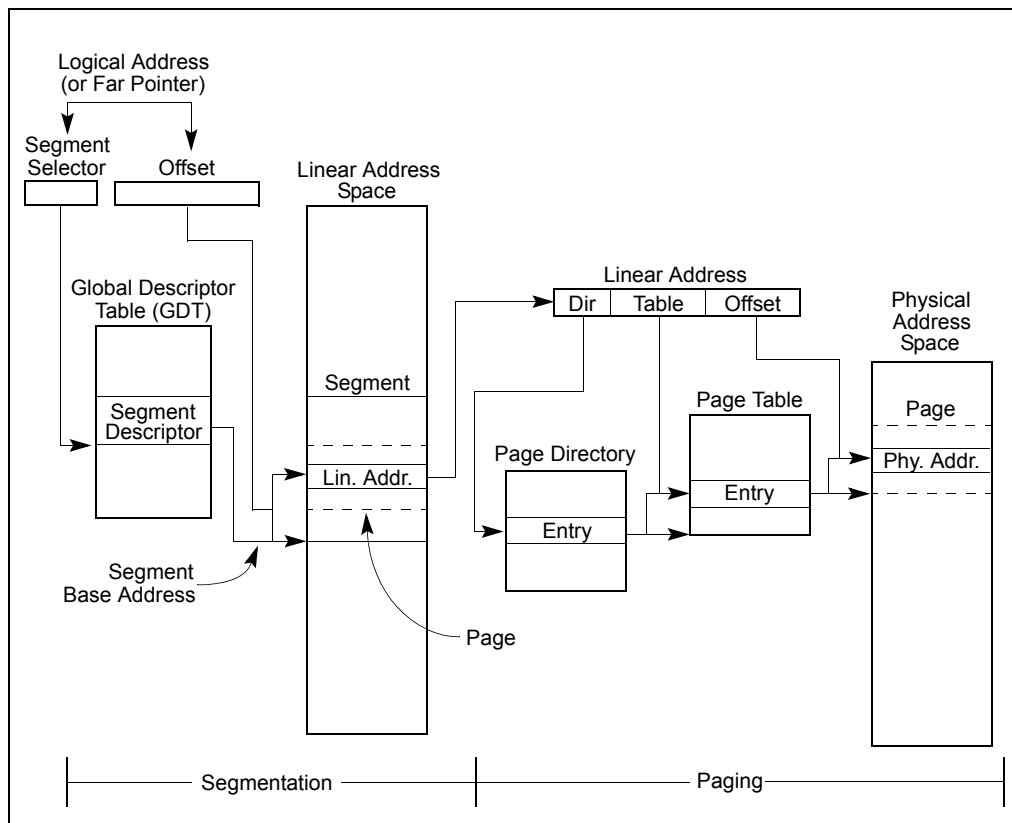 Logical Address
(or Far Pointer)
Segment
Selector
Offset
Linear Address
Space
Global Descriptor
Table (GDT)
Segment
Descriptor
Segment
Lin. Addr.
Segment
Base Address
Page
Linear Address
Dir
Table
Offset
Physical
Address
Space
Page Table
Page
Page Directory
Phy. Addr.
Entry
Entry
Segmentation
Paging